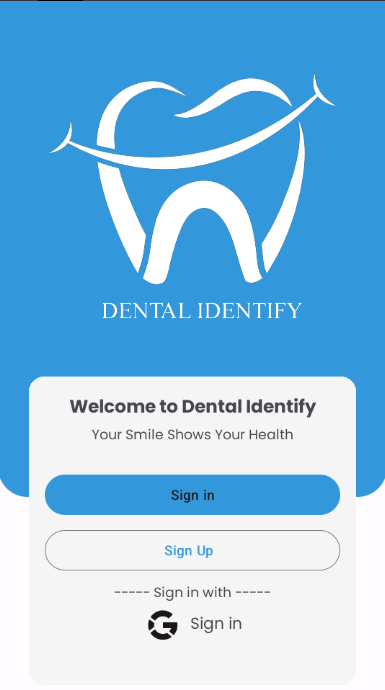 DENTAL IDENTIFY
Welcome to Dental Identify
Your Smile Shows Your Health
Sign in
Sign Up
----- Sign in with -----
G Sign in